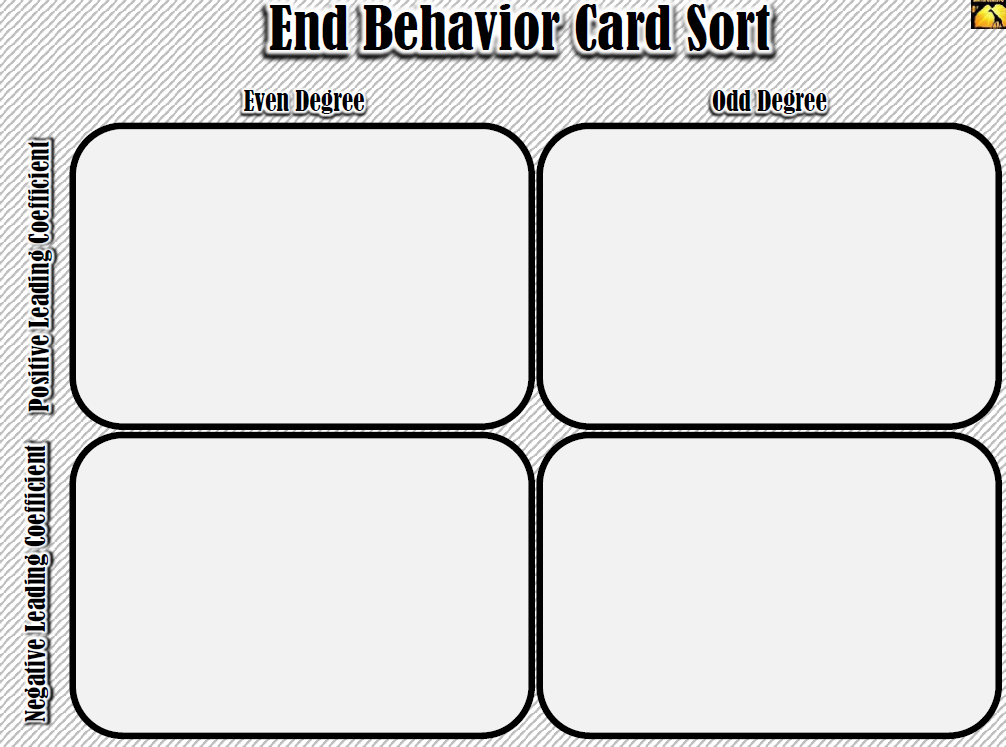 End Behavior Card Sort
Even Degree
Odd Degree
Positive Leading Coefficient
Negative Leading Coefficient